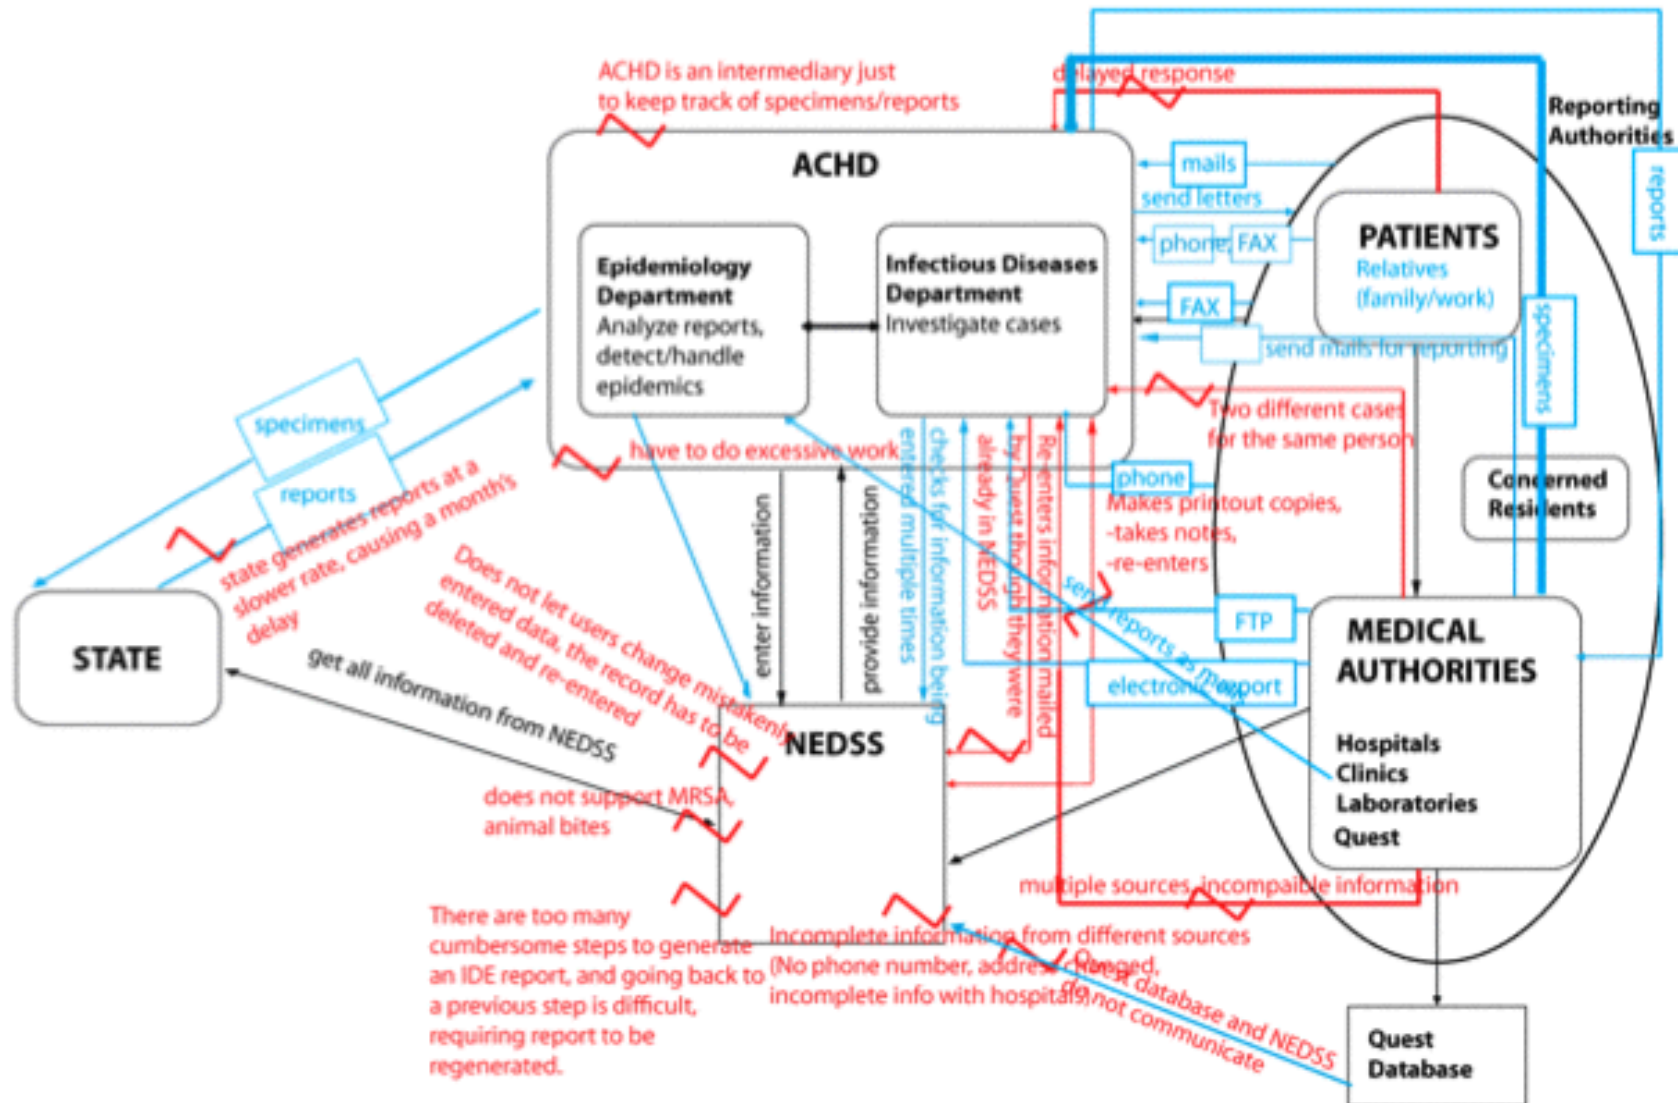 ACHD is an intermediary just
to keep track of specimens/reports
delayed response
Reporting
Authorities
ACHD
mails
send letters
phone, FAX
FAX
send mails for reporting
reports
specimens
PATIENTS
Relatives
(family/work)
Epidemiology
Department
Analyze reports,
detect/handle
epidemics
Infectious Diseases
Department
Investigate cases
Two different cases
for the same person
have to do excessive work
phone
Concerned
Residents
Makes printout copies,
-takes notes,
-re-enters
specimens
reports
state generates reports at a
slower rate, causing a month's
delay
STATE
get all information from NEDSS
Does not let users change mistakenly
entered data, the record has to be
deleted and re-entered
enter information
provide information
checks for information being
entered multiple times
Re-enters information mailed
by Quest though they were
already in NEDSS
send reports as much
FTP
electronic report
MEDICAL
AUTHORITIES
Hospitals
Clinics
Laboratories
Quest
NEDSS
does not support MRSA,
animal bites
multiple sources, incompaible information
There are too many
cumbersome steps to generate
an IDE report, and going back to
a previous step is difficult,
requiring report to be
regenerated.
Incomplete information from different sources
(No phone number, address changed,
incomplete info with hospitals)
Quest database and NEDSS
do not communicate
Quest
Database